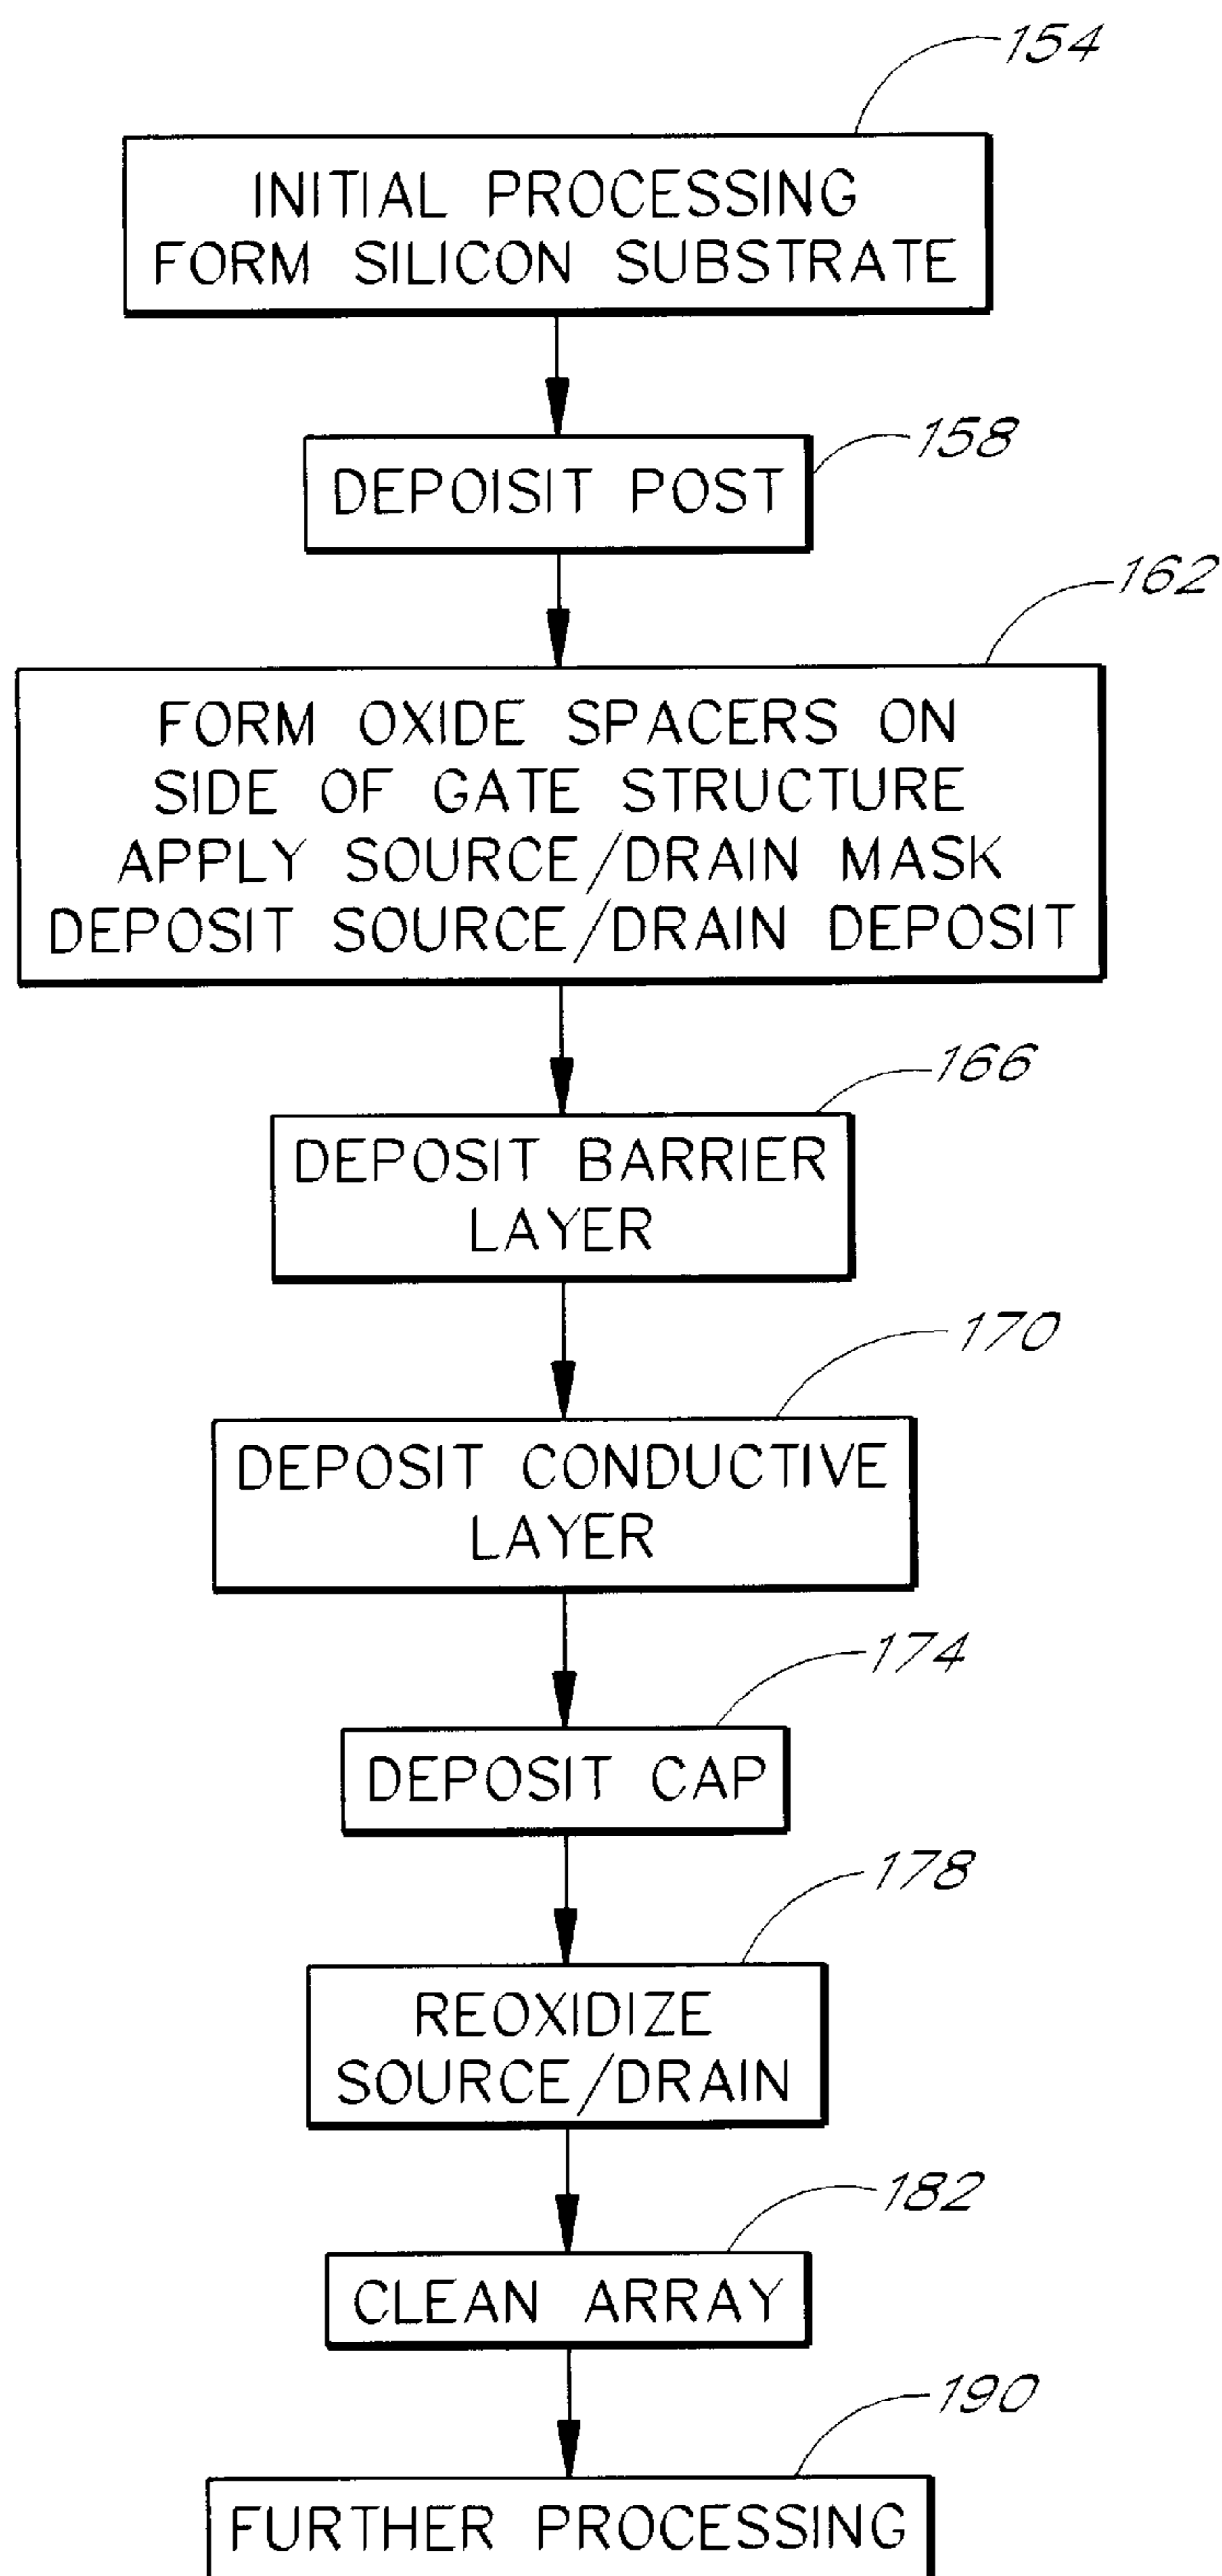 154
INITIAL PROCESSING
FORM SILICON SUBSTRATE
158
DEPOISIT POST
162
FORM OXIDE SPACERS ON
SIDE OF GATE STRUCTURE
APPLY SOURCE/DRAIN MASK
DEPOSIT SOURCE/DRAIN DEPOSIT
166
DEPOSIT BARRIER
LAYER
170
DEPOSIT CONDUCTIVE
LAYER
174
DEPOSIT CAP
178
REOXIDIZE
SOURCE/DRAIN
182
CLEAN ARRAY
190
FURTHER PROCESSING